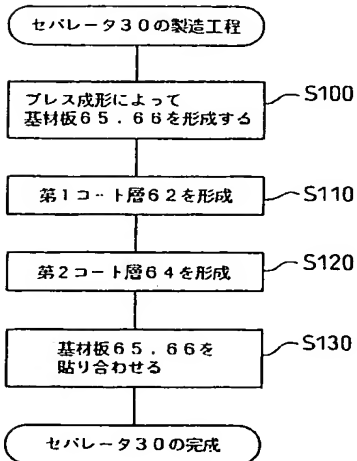 セパレータ30の製造工程
プレス成形によって
基材板65.66を形成する
S100
第1コート層62を形成
S110
第2コート層64を形成
S120
基材板65.66を
貼り合わせる
S130
セパレータ30の完成